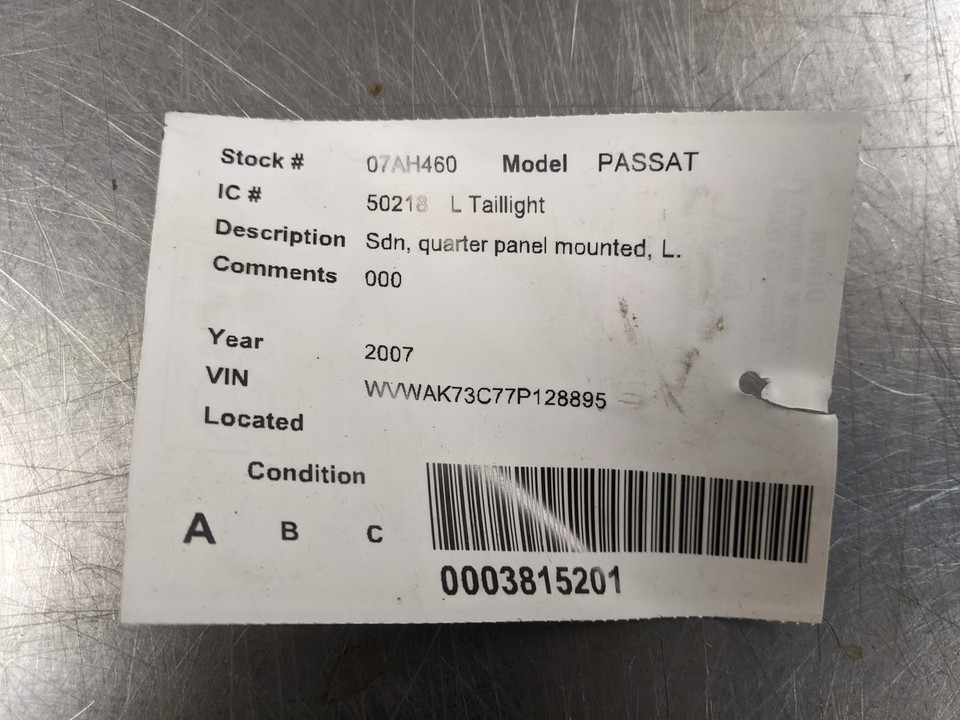 Stock # 07AH460 Model PASSAT
IC # 50218 L Taillight
Description Sdn, quarter panel mounted, L.
Comments 000
Year 2007
VIN WVWAK73C77P128895
Located
Condition
A B C
0003815201